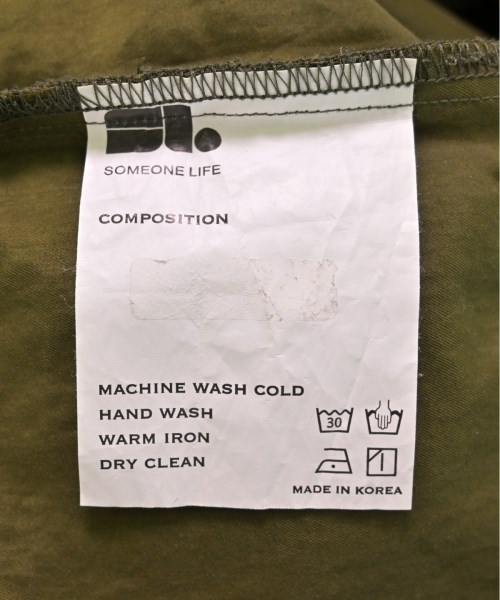 SOMEONE LIFE
COMPOSITION
MACHINE WASH COLD
HAND WASH
30
WARM IRON
DRY CLEAN
MADE IN KOREA